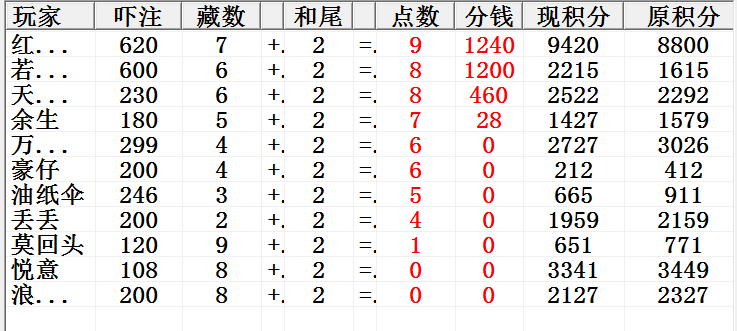 玩家 吓注 藏数 和尾 点数 分钱 现积分 原积分
红... 620 7 +. 2 =. 9 1240 9420 8800
若... 600 6 +. 2 =. 8 1200 2215 1615
天... 230 6 +. 2 =. 8 460 2522 2292
余生 180 5 +. 2 =. 7 28 1427 1579
万... 299 4 +. 2 =. 6 0 2727 3026
豪仔 200 4 +. 2 =. 6 0 212 412
油纸伞 246 3 +. 2 =. 5 0 665 911
丢丢 200 2 +. 2 =. 4 0 1959 2159
莫回头 120 9 +. 2 =. 1 0 651 771
悦意 108 8 +. 2 =. 0 0 3341 3449
浪... 200 8 +. 2 =. 0 0 2127 2327